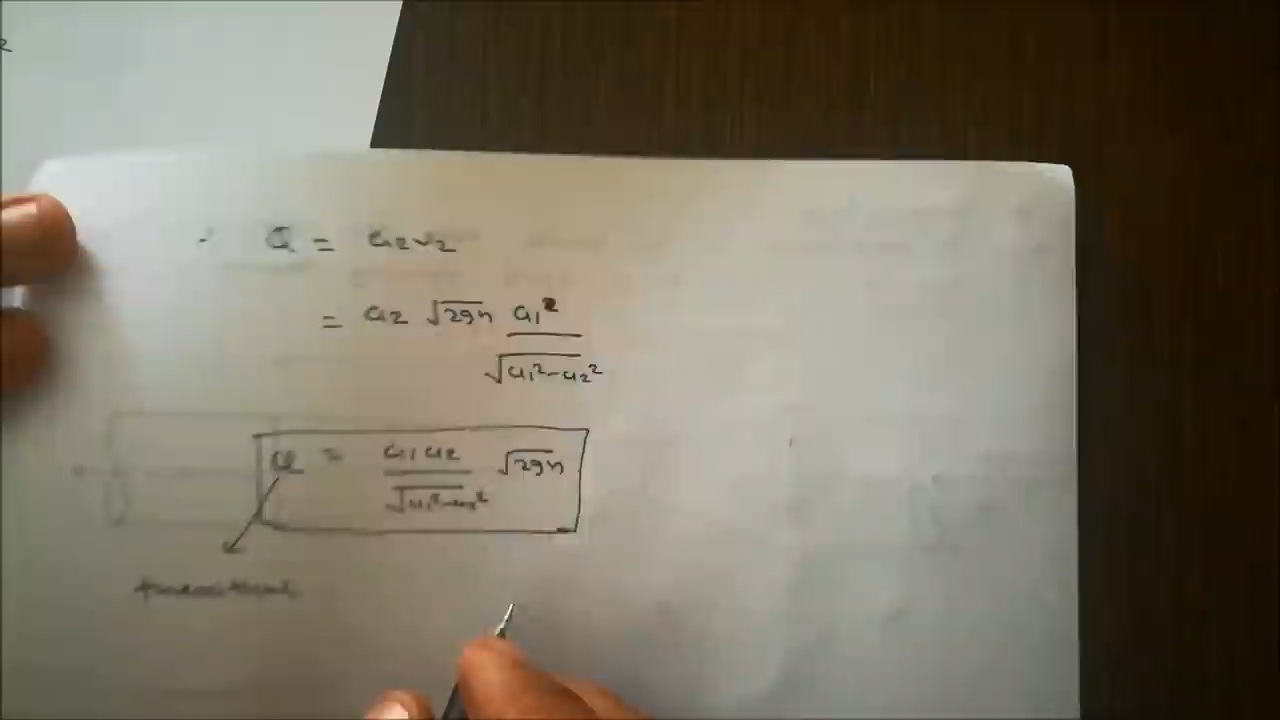 ∴ Q = a₂v₂
= a₂ √2gh a₁² / √a₁²-a₂²
Q = a₁a₂ / √a₁²-a₂² √2gh